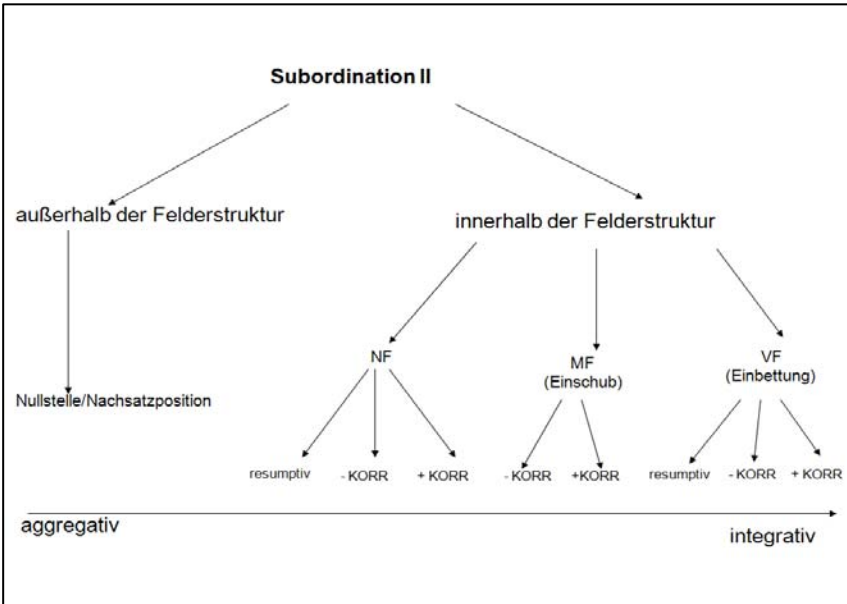 Subordination II
außerhalb der Felderstruktur
innerhalb der Felderstruktur
NF
MF
(Einschub)
VF
(Einbettung)
Nullstelle/Nachsatzposition
resumptiv
- KORR
+ KORR
- KORR
+KORR
resumptiv
- KORR
+ KORR
aggregativ
integrativ